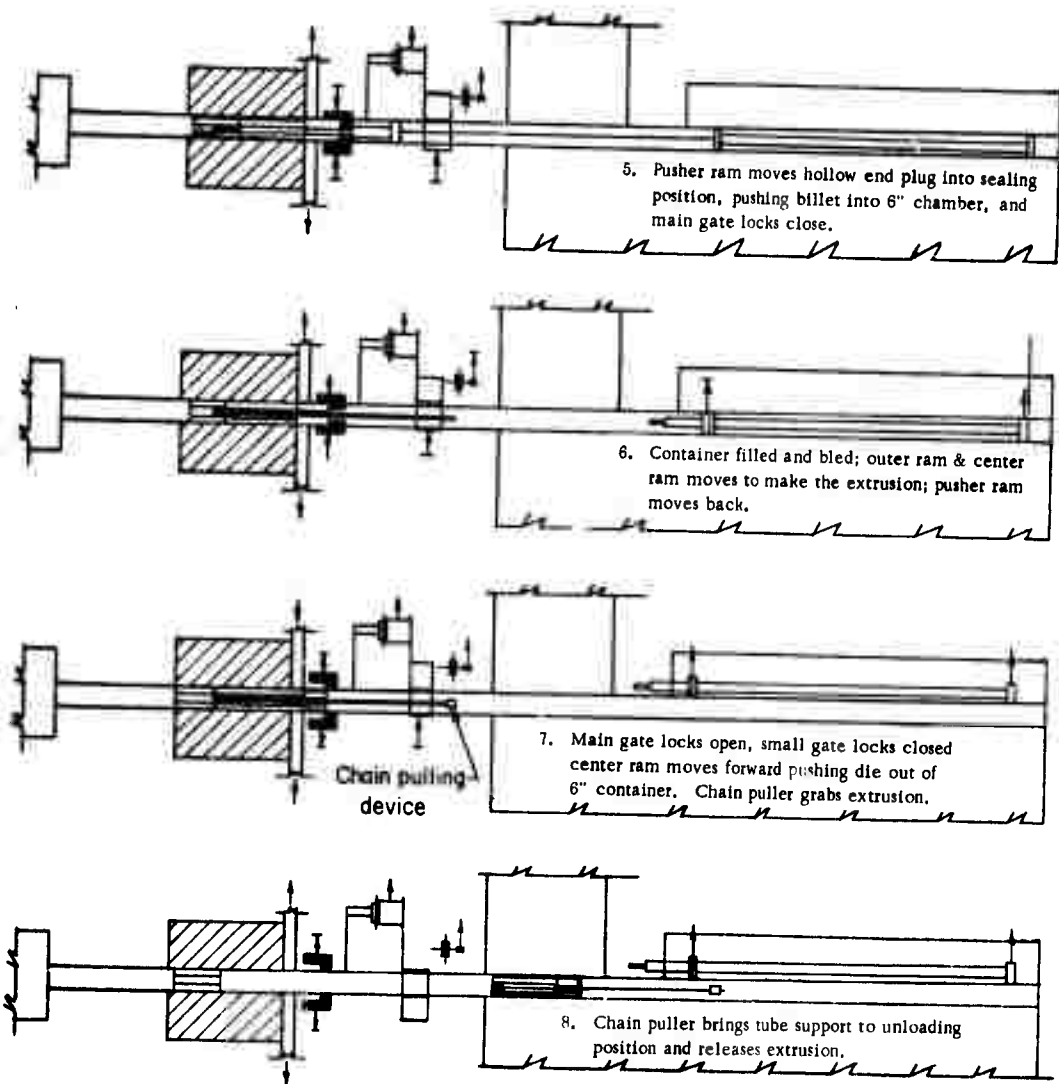 5. Pusher ram moves hollow end plug into sealing
position, pushing billet into 6" chamber, and
main gate locks close.
6. Container filled and bled; outer ram & center
ram moves to make the extrusion; pusher ram
moves back.
7. Main gate locks open, small gate locks closed
center ram moves forward pushing die out of
6" container. Chain puller grabs extrusion.
Chain pulling
device
8. Chain puller brings tube support to unloading
position and releases extrusion.